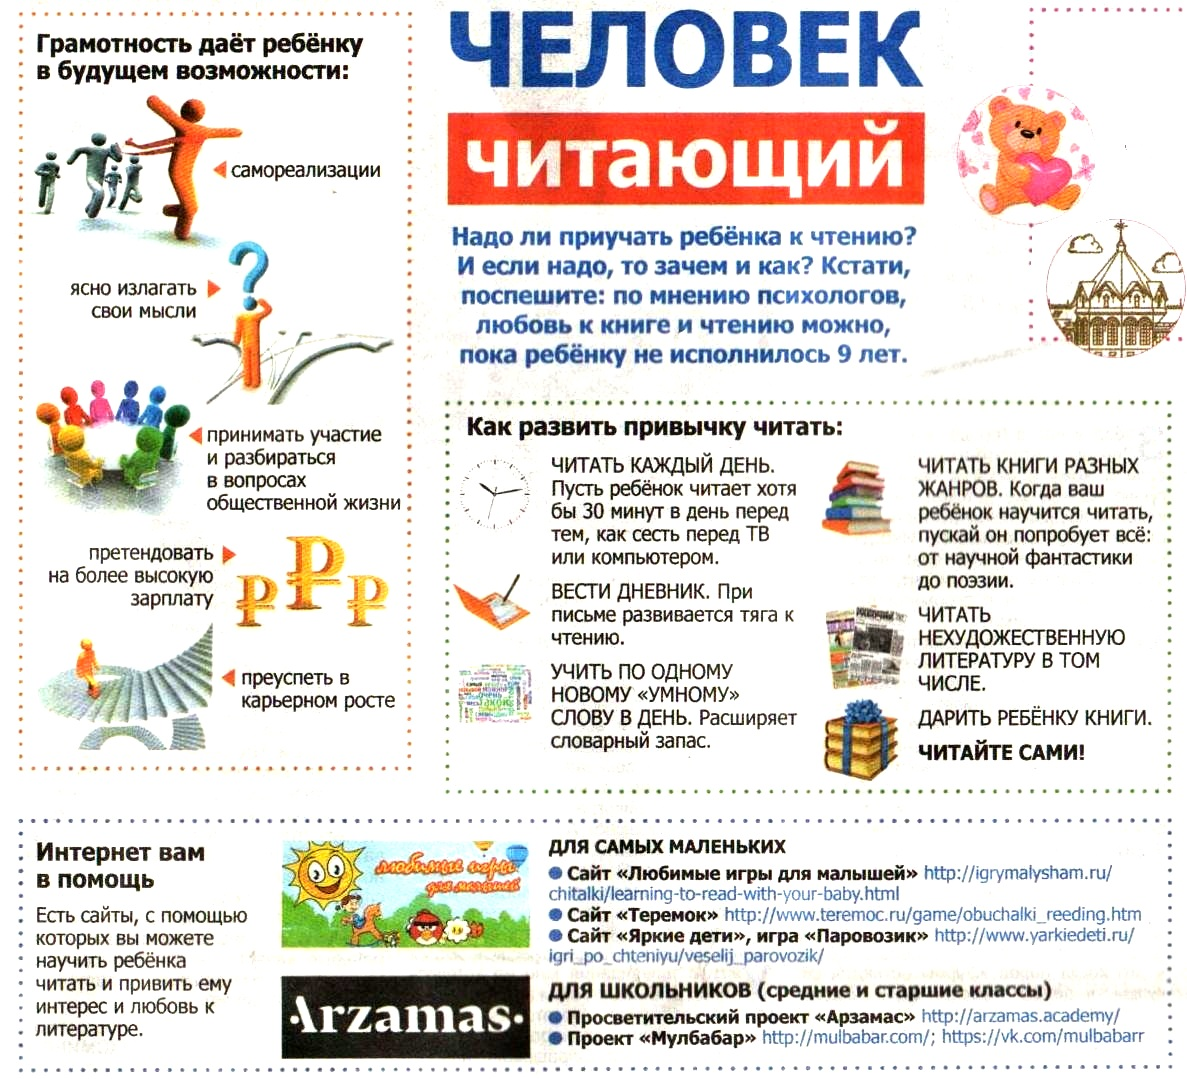 ЧЕЛОВЕК
читающий
Надо ли приучать ребёнка к чтению?
И если надо, то зачем и как? Кстати,
поспешите: по мнению психологов,
любовь к книге и чтению можно,
пока ребёнку не исполнилось 9 лет.
Грамотность даёт ребёнку
в будущем возможности:
самореализации
ясно излагать
свои мысли
принимать участие
и разбираться
в вопросах
общественной жизни
претендовать
на более высокую
зарплату
преуспеть в
карьерном росте
Как развить привычку читать:
ЧИТАТЬ КАЖДЫЙ ДЕНЬ.
Пусть ребёнок читает хотя
бы 30 минут в день перед
тем, как сесть перед ТВ
или компьютером.
ВЕСТИ ДНЕВНИК. При
письме развивается тяга к
чтению.
УЧИТЬ ПО ОДНОМУ
НОВОМУ «УМНОМУ»
СЛОВУ В ДЕНЬ. Расширяет
словарный запас.
ЧИТАТЬ КНИГИ РАЗНЫХ
ЖАНРОВ. Когда ваш
ребёнок научится читать,
пускай он попробует всё:
от научной фантастики
до поэзии.
ЧИТАТЬ
НЕХУДОЖЕСТВЕННУЮ
ЛИТЕРАТУРУ В ТОМ
ЧИСЛЕ.
ДАРИТЬ РЕБЁНКУ КНИГИ.
ЧИТАЙТЕ САМИ!
Интернет вам
в помощь
Есть сайты, с помощью
которых вы можете
научить ребёнка
читать и привить ему
интерес и любовь к
литературе.
любимые игры
для малышей
Arzamas
ДЛЯ САМЫХ МАЛЕНЬКИХ
● Сайт «Любимые игры для малышей» http://igrymalysham.ru/
chitalki/learning-to-read-with-your-baby.html
● Сайт «Теремок» http://www.teremoc.ru/game/obuchalki_reeding.htm
● Сайт «Яркие дети», игра «Паровозик» http://www.yarkiedeti.ru/
igri_po_chteniyu/veselij_parovozik/
ДЛЯ ШКОЛЬНИКОВ (средние и старшие классы)
● Просветительский проект «Арзамас» http://arzamas.academy/
● Проект «Мулбабар» http://mulbabar.com/; https://vk.com/mulbabarr